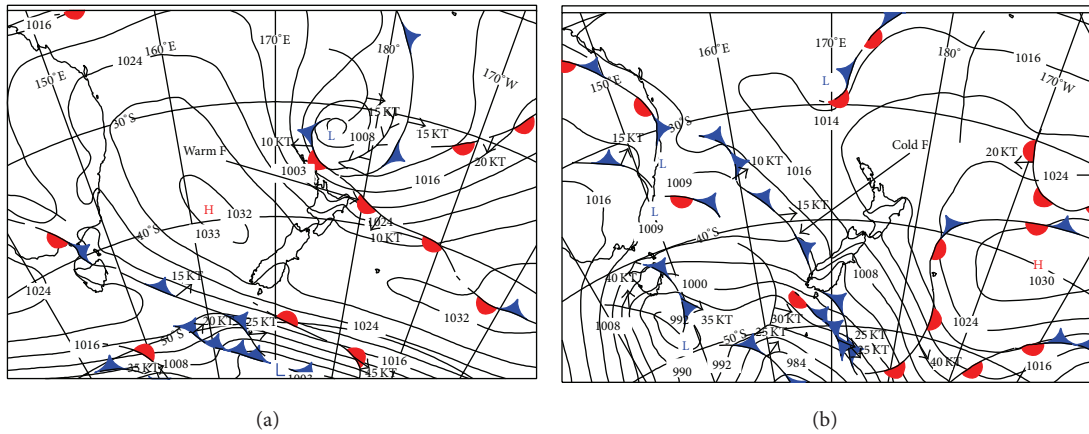 1016
160°E
170°E
180°
1024
150°E
170°W
30°S
15 KT
L
1008
15 KT
10 KT
Warm F
1003
20 KT
1016
H
1032
1024
1033
40°S
10 KT
15 KT
1024
1032
20 KT
25 KT
1024
50°S
1016
1008
1016
35 KT
L
45 KT
(a)
170°E
160°E
180°
1016
150°E
L
170°W
1014
30°S
15 KT
Cold F
L
10 KT
20 KT
1016
1009
1024
1016
15 KT
L
1009
40°S
H
40 KT
1000
1008
1030
992
35 KT
30 KT
1008
1024
25 KT
25 KT
50°S
L
25 KT
990
992
984
40 KT
1016
(b)